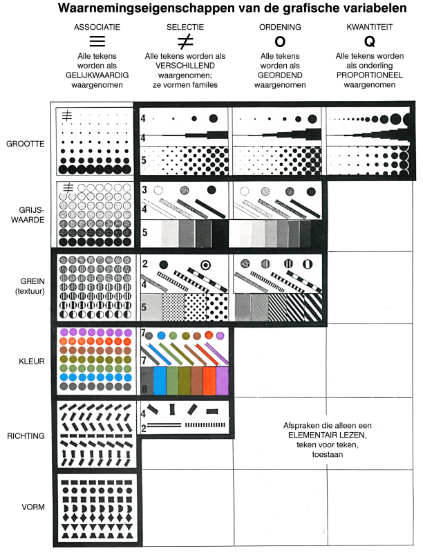 Waarnemingseigenschappen van de grafische variabelen
ASSOCIATIE
≡
Alle tekens
worden als
GELIJKWAARDIG
waargenomen
SELECTIE
≠
Alle tekens worden als
VERSCHILLEND
waargenomen;
ze vormen families
ORDENING
O
Alle tekens
worden als
GEORDEND
waargenomen
KWANTITEIT
Q
Alle tekens worden
als onderling
PROPORTIONEEL
waargenomen
GROOTTE
≠
4
4
5
GRIJS-
WAARDE
≠
3
4
5
GREIN
(textuur)
2
4
5
KLEUR
7
7
8
RICHTING
4
2
Afspraken die alleen een
ELEMENTAIR LEZEN,
teken voor teken,
toestaan
VORM